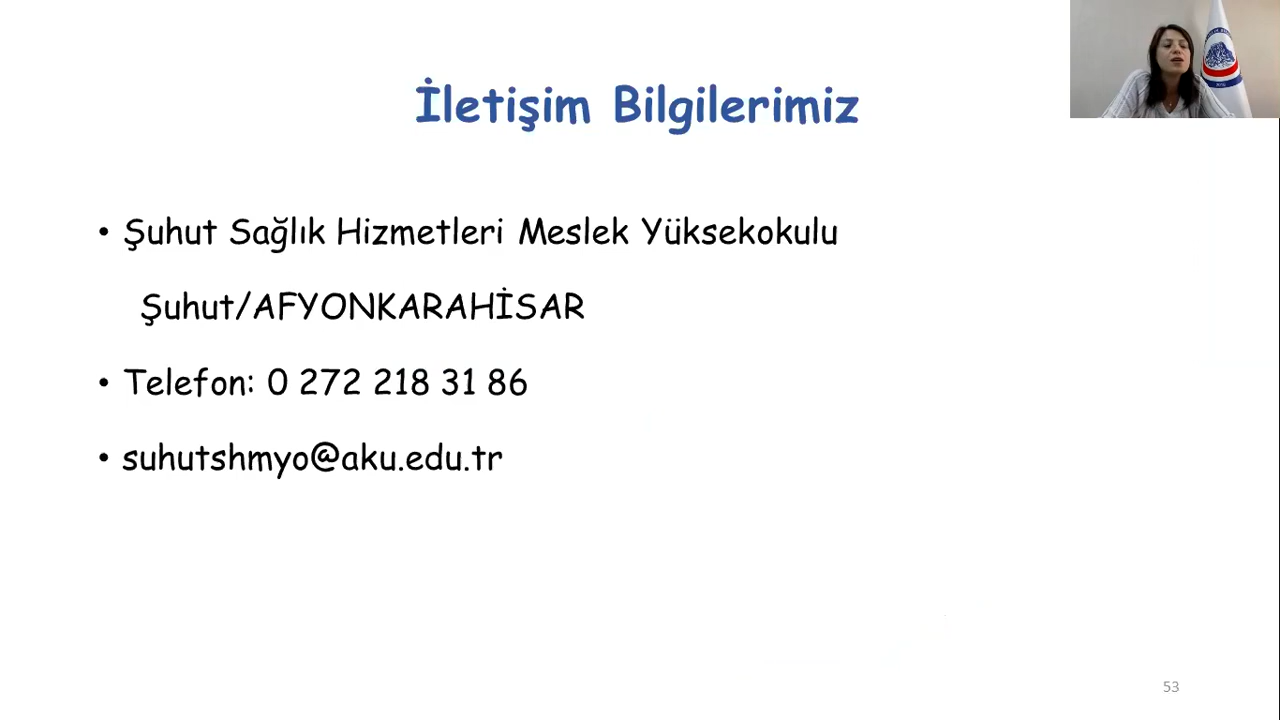 İletişim Bilgilerimiz
• Şuhut Sağlık Hizmetleri Meslek Yüksekokulu
Şuhut/AFYONKARAHİSAR
• Telefon: 0 272 218 31 86
• suhutshmyo@aku.edu.tr
53